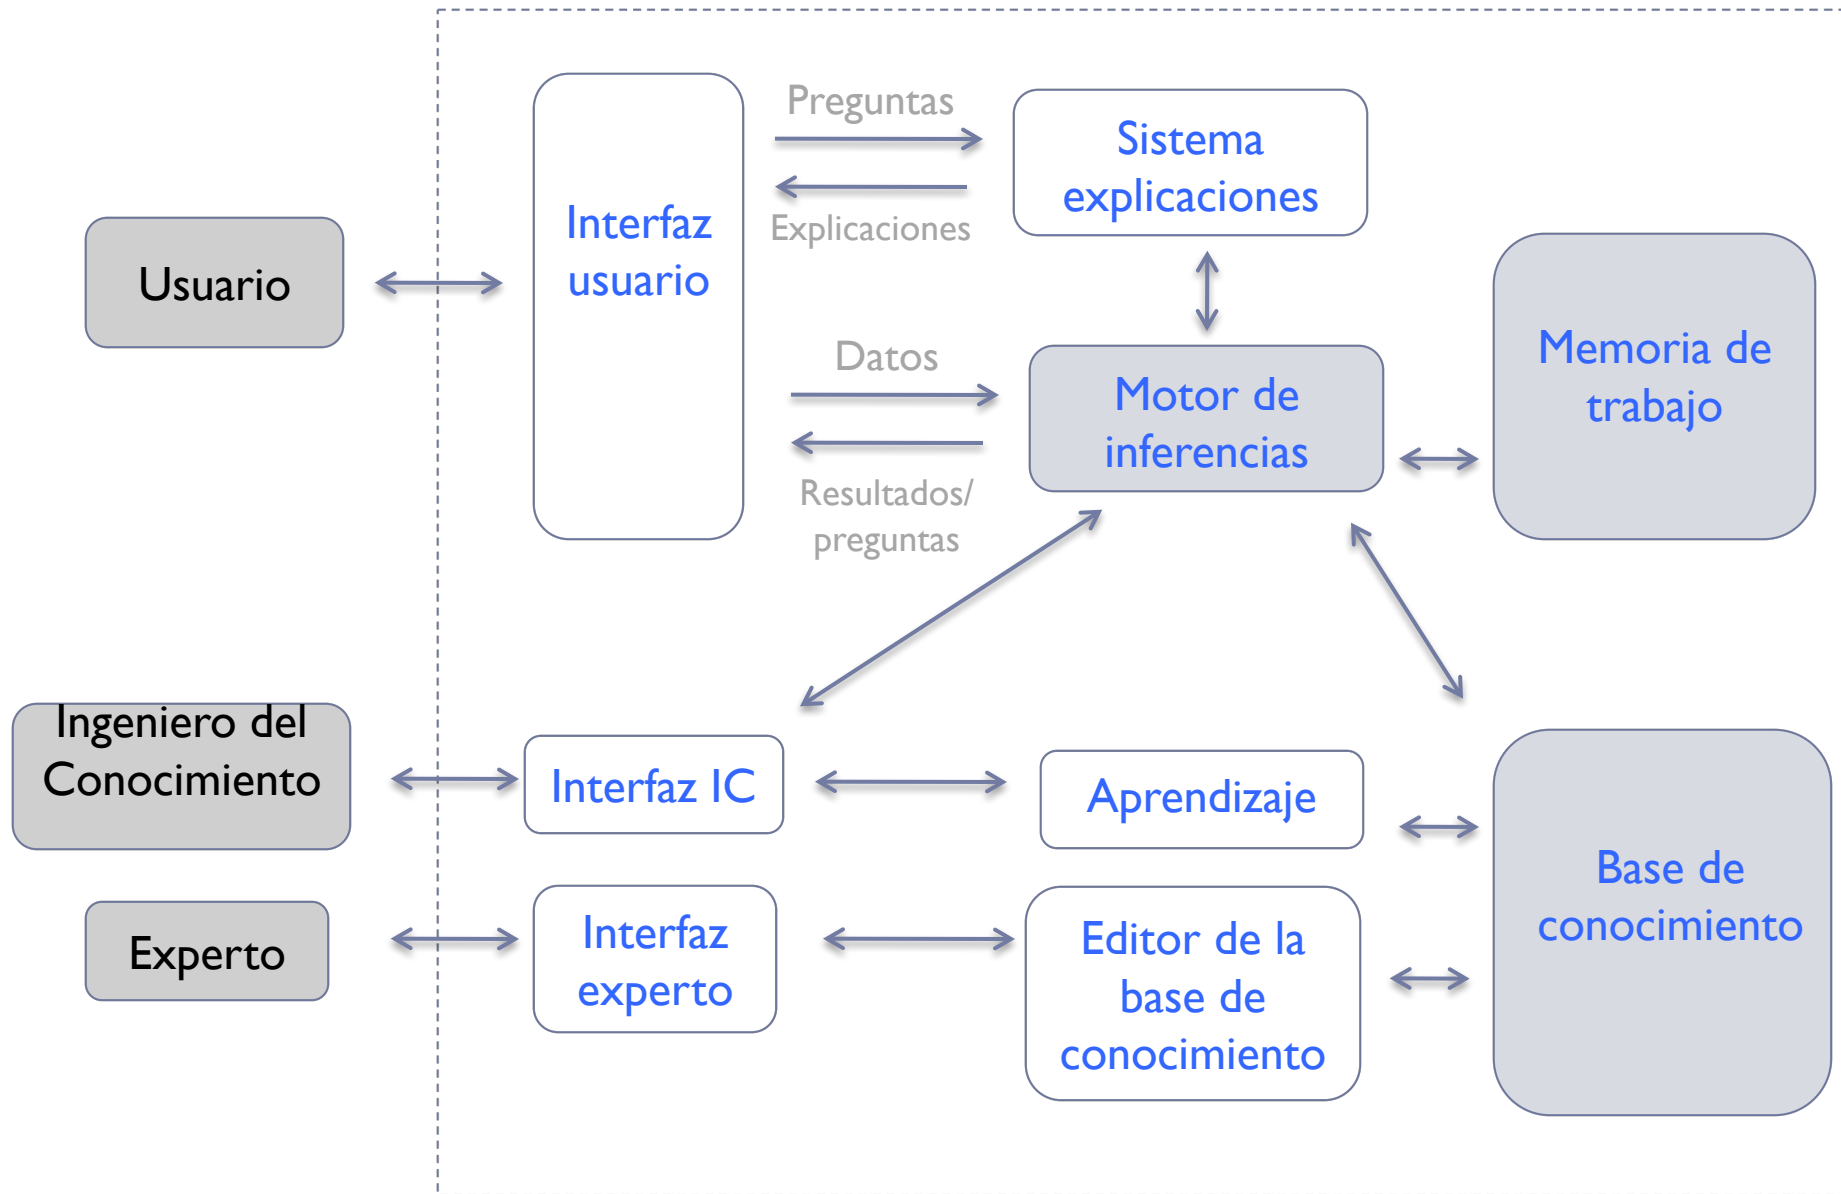 Preguntas
Sistema
explicaciones
Explicaciones
Interfaz
usuario
Usuario
Datos
Motor de
inferencias
Memoria de
trabajo
Resultados/
preguntas
Ingeniero del
Conocimiento
Interfaz IC
Aprendizaje
Base de
conocimiento
Experto
Interfaz
experto
Editor de la
base de
conocimiento